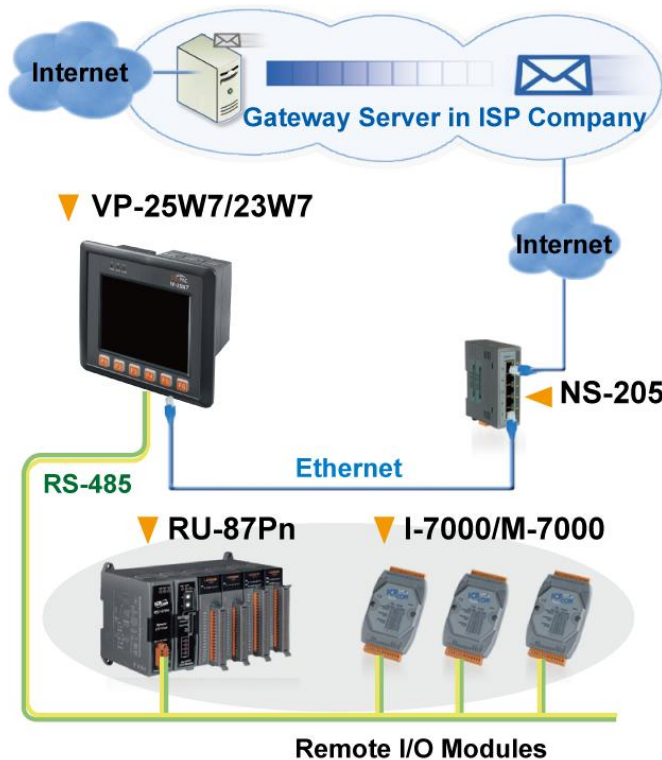 Internet
Gateway Server in ISP Company
VP-25W7/23W7
Internet
NS-205
Ethernet
RS-485
RU-87Pn
I-7000/M-7000
Remote I/O Modules